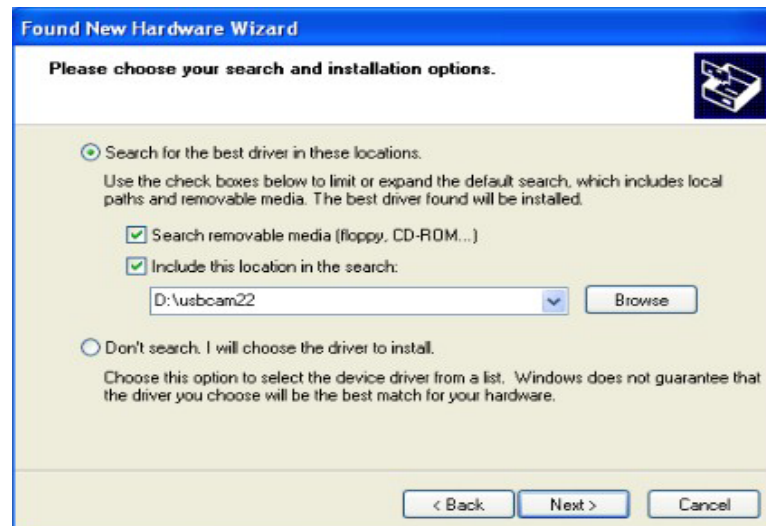 Found New Hardware Wizard
Please choose your search and installation options.
Search for the best driver in these locations.
Use the check boxes below to limit or expand the default search, which includes local
paths and removable media. The best driver found will be installed.
Search removable media (floppy, CD-ROM...)
Include this location in the search:
D:\usbcam22
Browse
Don't search. I will choose the driver to install.
Choose this option to select the device driver from a list. Windows does not guarantee that
the driver you choose will be the best match for your hardware.
< Back Next > Cancel